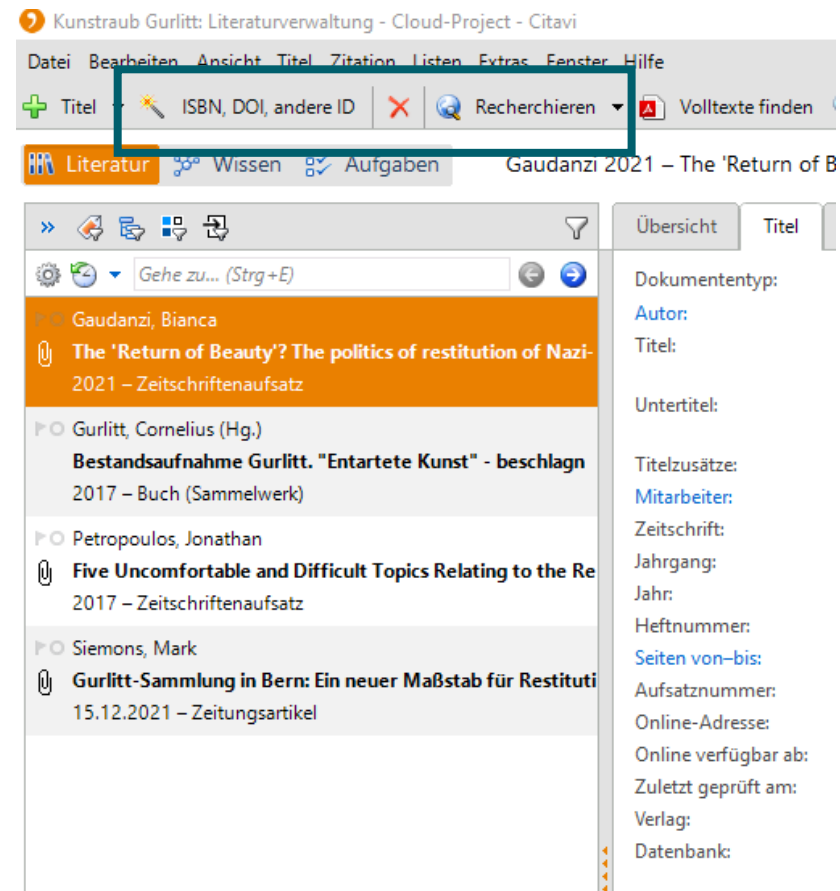 Kunstraub Gurlitt: Literaturverwaltung - Cloud-Project - Citavi
Datei Bearbeiten Ansicht Titel Zitation Listen Extras Fenster Hilfe
Titel ISBN, DOI, andere ID Recherchieren Volltexte finden
Literatur Wissen Aufgaben Gaudanzi 2021 – The 'Return of B
Übersicht Titel
Gehe zu... (Strg+E)
Gaudanzi, Bianca
The 'Return of Beauty'? The politics of restitution of Nazi-
2021 – Zeitschriftenaufsatz
Gurlitt, Cornelius (Hg.)
Bestandsaufnahme Gurlitt. "Entartete Kunst" - beschlagn
2017 – Buch (Sammelwerk)
Petropoulos, Jonathan
Five Uncomfortable and Difficult Topics Relating to the Re
2017 – Zeitschriftenaufsatz
Siemons, Mark
Gurlitt-Sammlung in Bern: Ein neuer Maßstab für Restituti
15.12.2021 – Zeitungsartikel
Dokumententyp:
Autor:
Titel:
Untertitel:
Titelzusätze:
Mitarbeiter:
Zeitschrift:
Jahrgang:
Jahr:
Heftnummer:
Seiten von–bis:
Aufsatznummer:
Online-Adresse:
Online verfügbar ab:
Zuletzt geprüft am:
Verlag:
Datenbank: